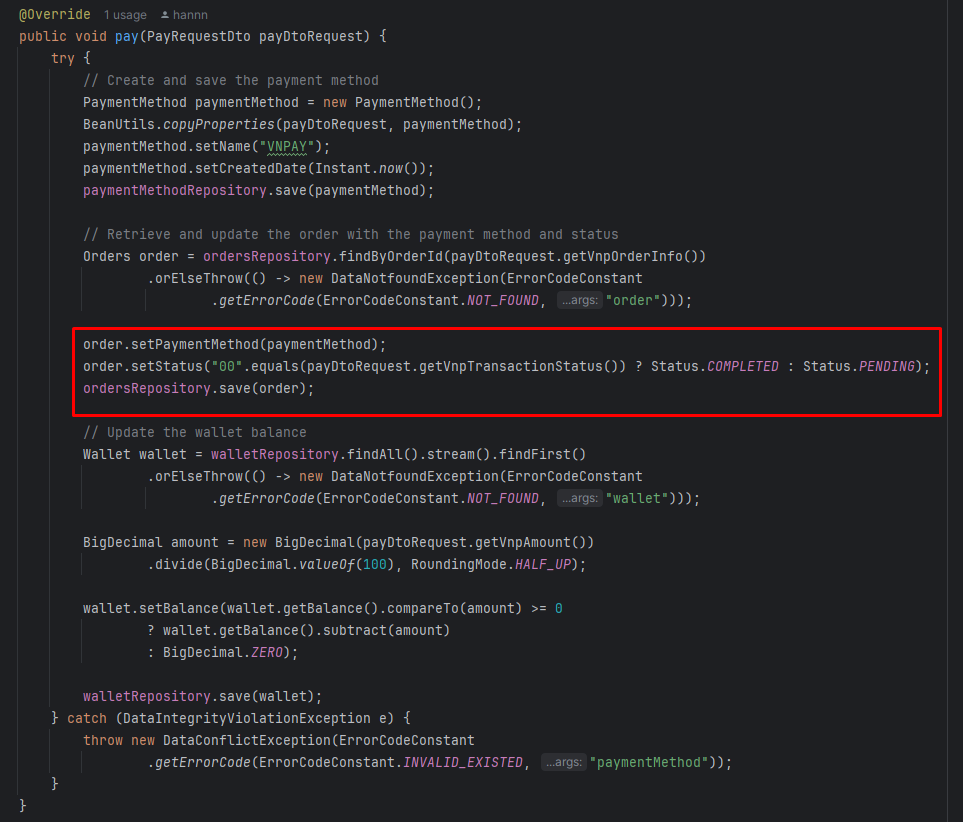 @Override 1 usage hannn
public void pay(PayRequestDto payDtoRequest) {
try {
// Create and save the payment method
PaymentMethod paymentMethod = new PaymentMethod();
BeanUtils.copyProperties(payDtoRequest, paymentMethod);
paymentMethod.setName("VNPAY");
paymentMethod.setCreatedDate(Instant.now());
paymentMethodRepository.save(paymentMethod);
// Retrieve and update the order with the payment method and status
Orders order = ordersRepository.findByOrderId(payDtoRequest.getVnpOrderInfo())
.orElseThrow(() -> new DataNotfoundException(ErrorCodeConstant
.getErrorCode(ErrorCodeConstant.NOT_FOUND, ...args: "order")));
order.setPaymentMethod(paymentMethod);
order.setStatus("00".equals(payDtoRequest.getVnpTransactionStatus()) ? Status.COMPLETED : Status.PENDING);
ordersRepository.save(order);
// Update the wallet balance
Wallet wallet = walletRepository.findAll().stream().findFirst()
.orElseThrow(() -> new DataNotfoundException(ErrorCodeConstant
.getErrorCode(ErrorCodeConstant.NOT_FOUND, ...args: "wallet")));
BigDecimal amount = new BigDecimal(payDtoRequest.getVnpAmount())
.divide(BigDecimal.valueOf(100), RoundingMode.HALF_UP);
wallet.setBalance(wallet.getBalance().compareTo(amount) >= 0
? wallet.getBalance().subtract(amount)
: BigDecimal.ZERO);
walletRepository.save(wallet);
} catch (DataIntegrityViolationException e) {
throw new DataConflictException(ErrorCodeConstant
.getErrorCode(ErrorCodeConstant.INVALID_EXISTED, ...args: "paymentMethod"));
}
}